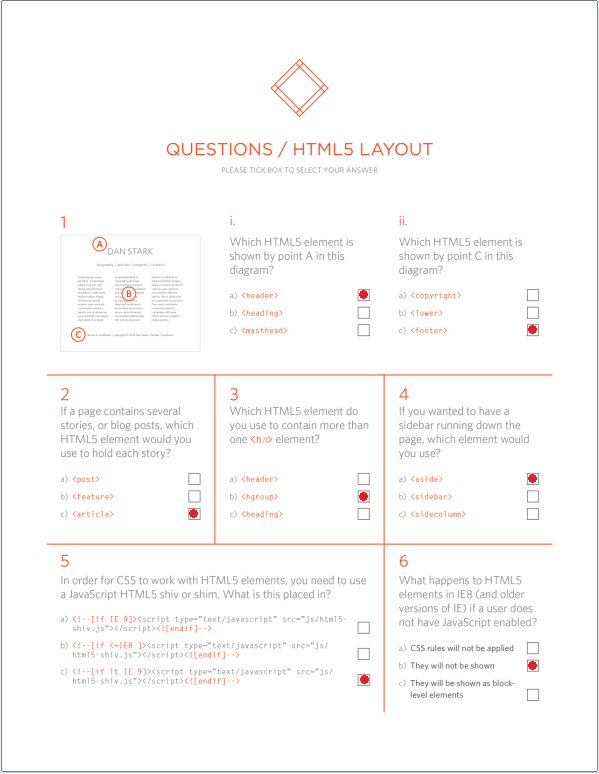 QUESTIONS / HTML5 LAYOUT
PLEASE TICK BOX TO SELECT YOUR ANSWER
1
A
DAN STARK
biography / articles / projects / contact
B
C
i.
Which HTML5 element is
shown by point A in this
diagram?
a) <header>
b) <heading>
c) <masthead>
ii.
Which HTML5 element is
shown by point C in this
diagram?
a) <copyright>
b) <lower>
c) <footer>
2
If a page contains several
stories, or blog posts, which
HTML5 element would you
use to hold each story?
a) <post>
b) <feature>
c) <article>
3
Which HTML5 element do
you use to contain more than
one <hn> element?
a) <header>
b) <hgroup>
c) <heading>
4
If you wanted to have a
sidebar running down the
page, which element would
you use?
a) <aside>
b) <sidebar>
c) <sidecolumn>
5
In order for CSS to work with HTML5 elements, you need to use
a JavaScript HTML5 shiv or shim. What is this placed in?
a) <!--[if IE 9]><script type="text/javascript" src="js/html5-
shiv.js"></script><![endif]-->
b) <!--[if <=IE8 ]><script type="text/javascript" src="js/
html5-shiv.js"></script><![endif]-->
c) <!--[if lt IE 9]><script type="text/javascript" src="js/
html5-shiv.js"></script><![endif]-->
6
What happens to HTML5
elements in IE8 (and older
versions of IE) if a user does
not have JavaScript enabled?
a) CSS rules will not be applied
b) They will not be shown
c) They will be shown as block-
level elements